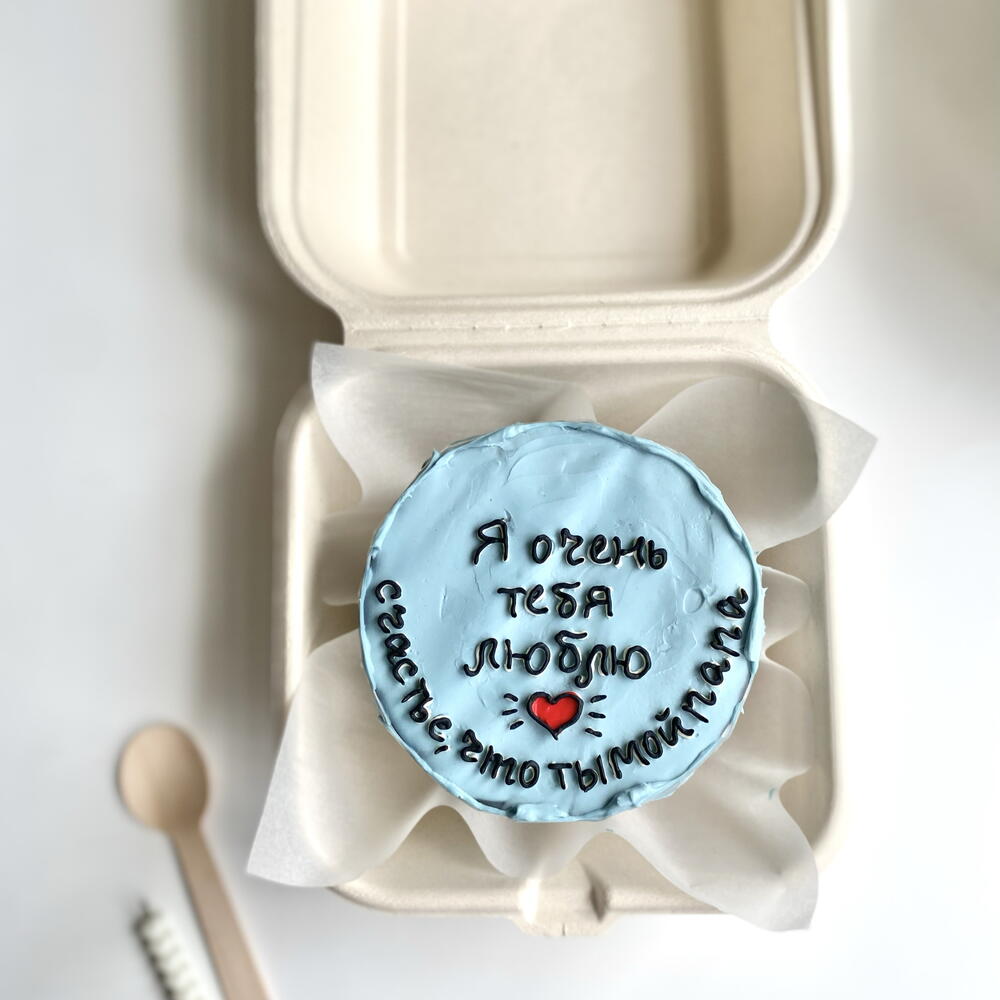 Я очень
тебя
люблю
счастье, что ты мой папа